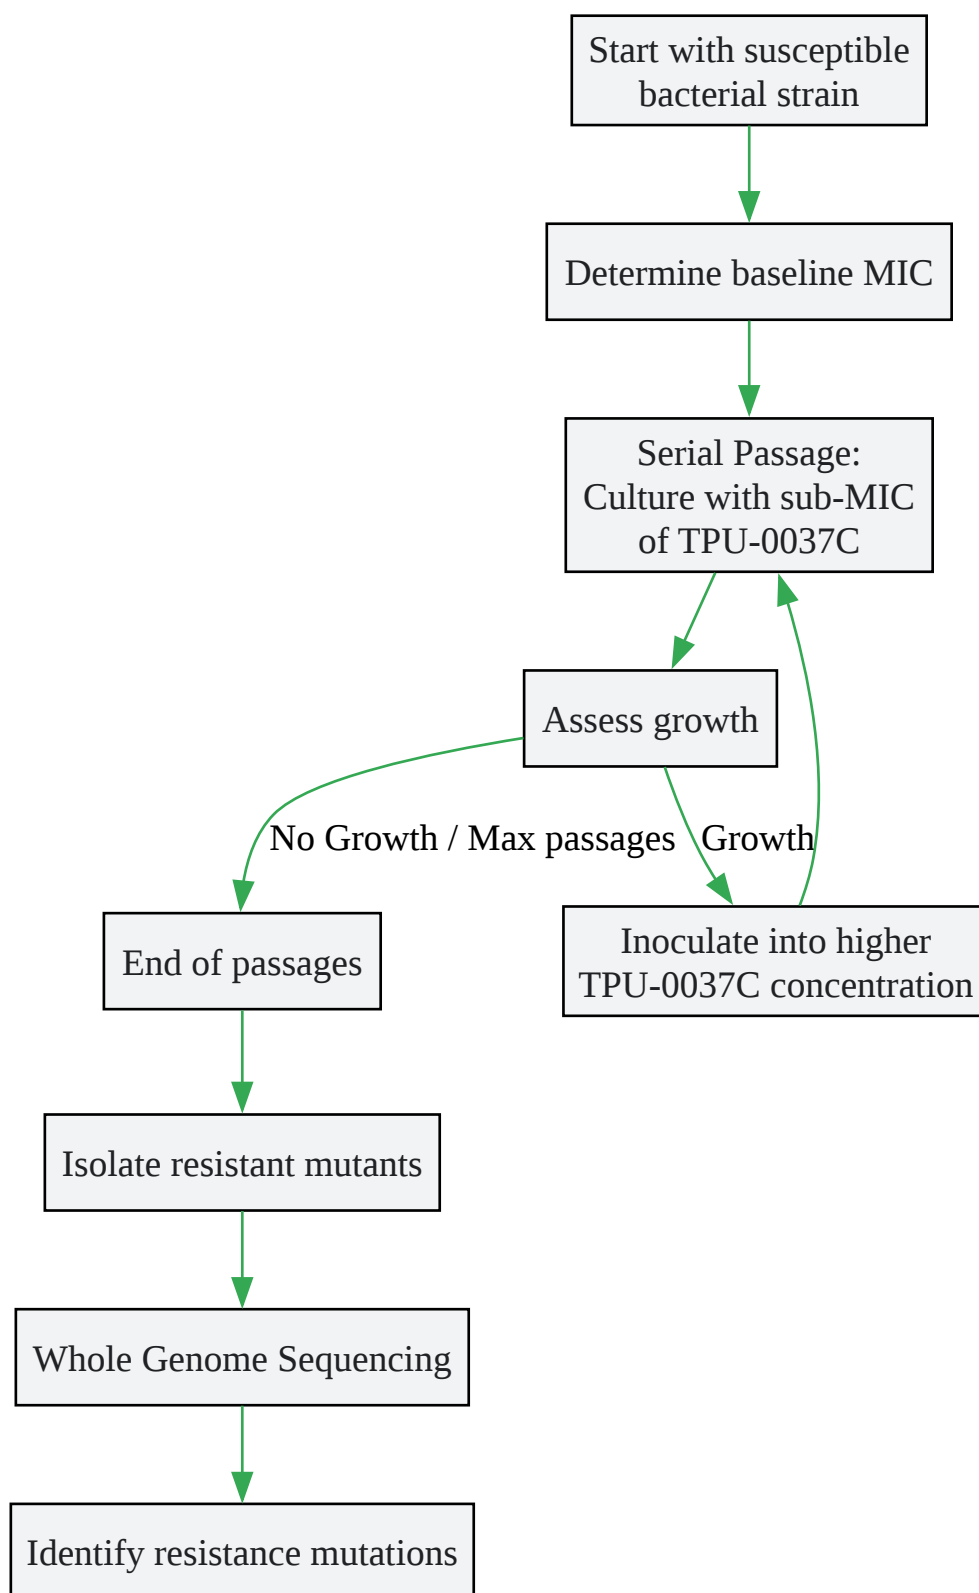 Start with susceptible
bacterial strain
Determine baseline MIC
Serial Passage:
Culture with sub-MIC
of TPU-0037C
Assess growth
No Growth / Max passages
Growth
End of passages
Inoculate into higher
TPU-0037C concentration
Isolate resistant mutants
Whole Genome Sequencing
Identify resistance mutations